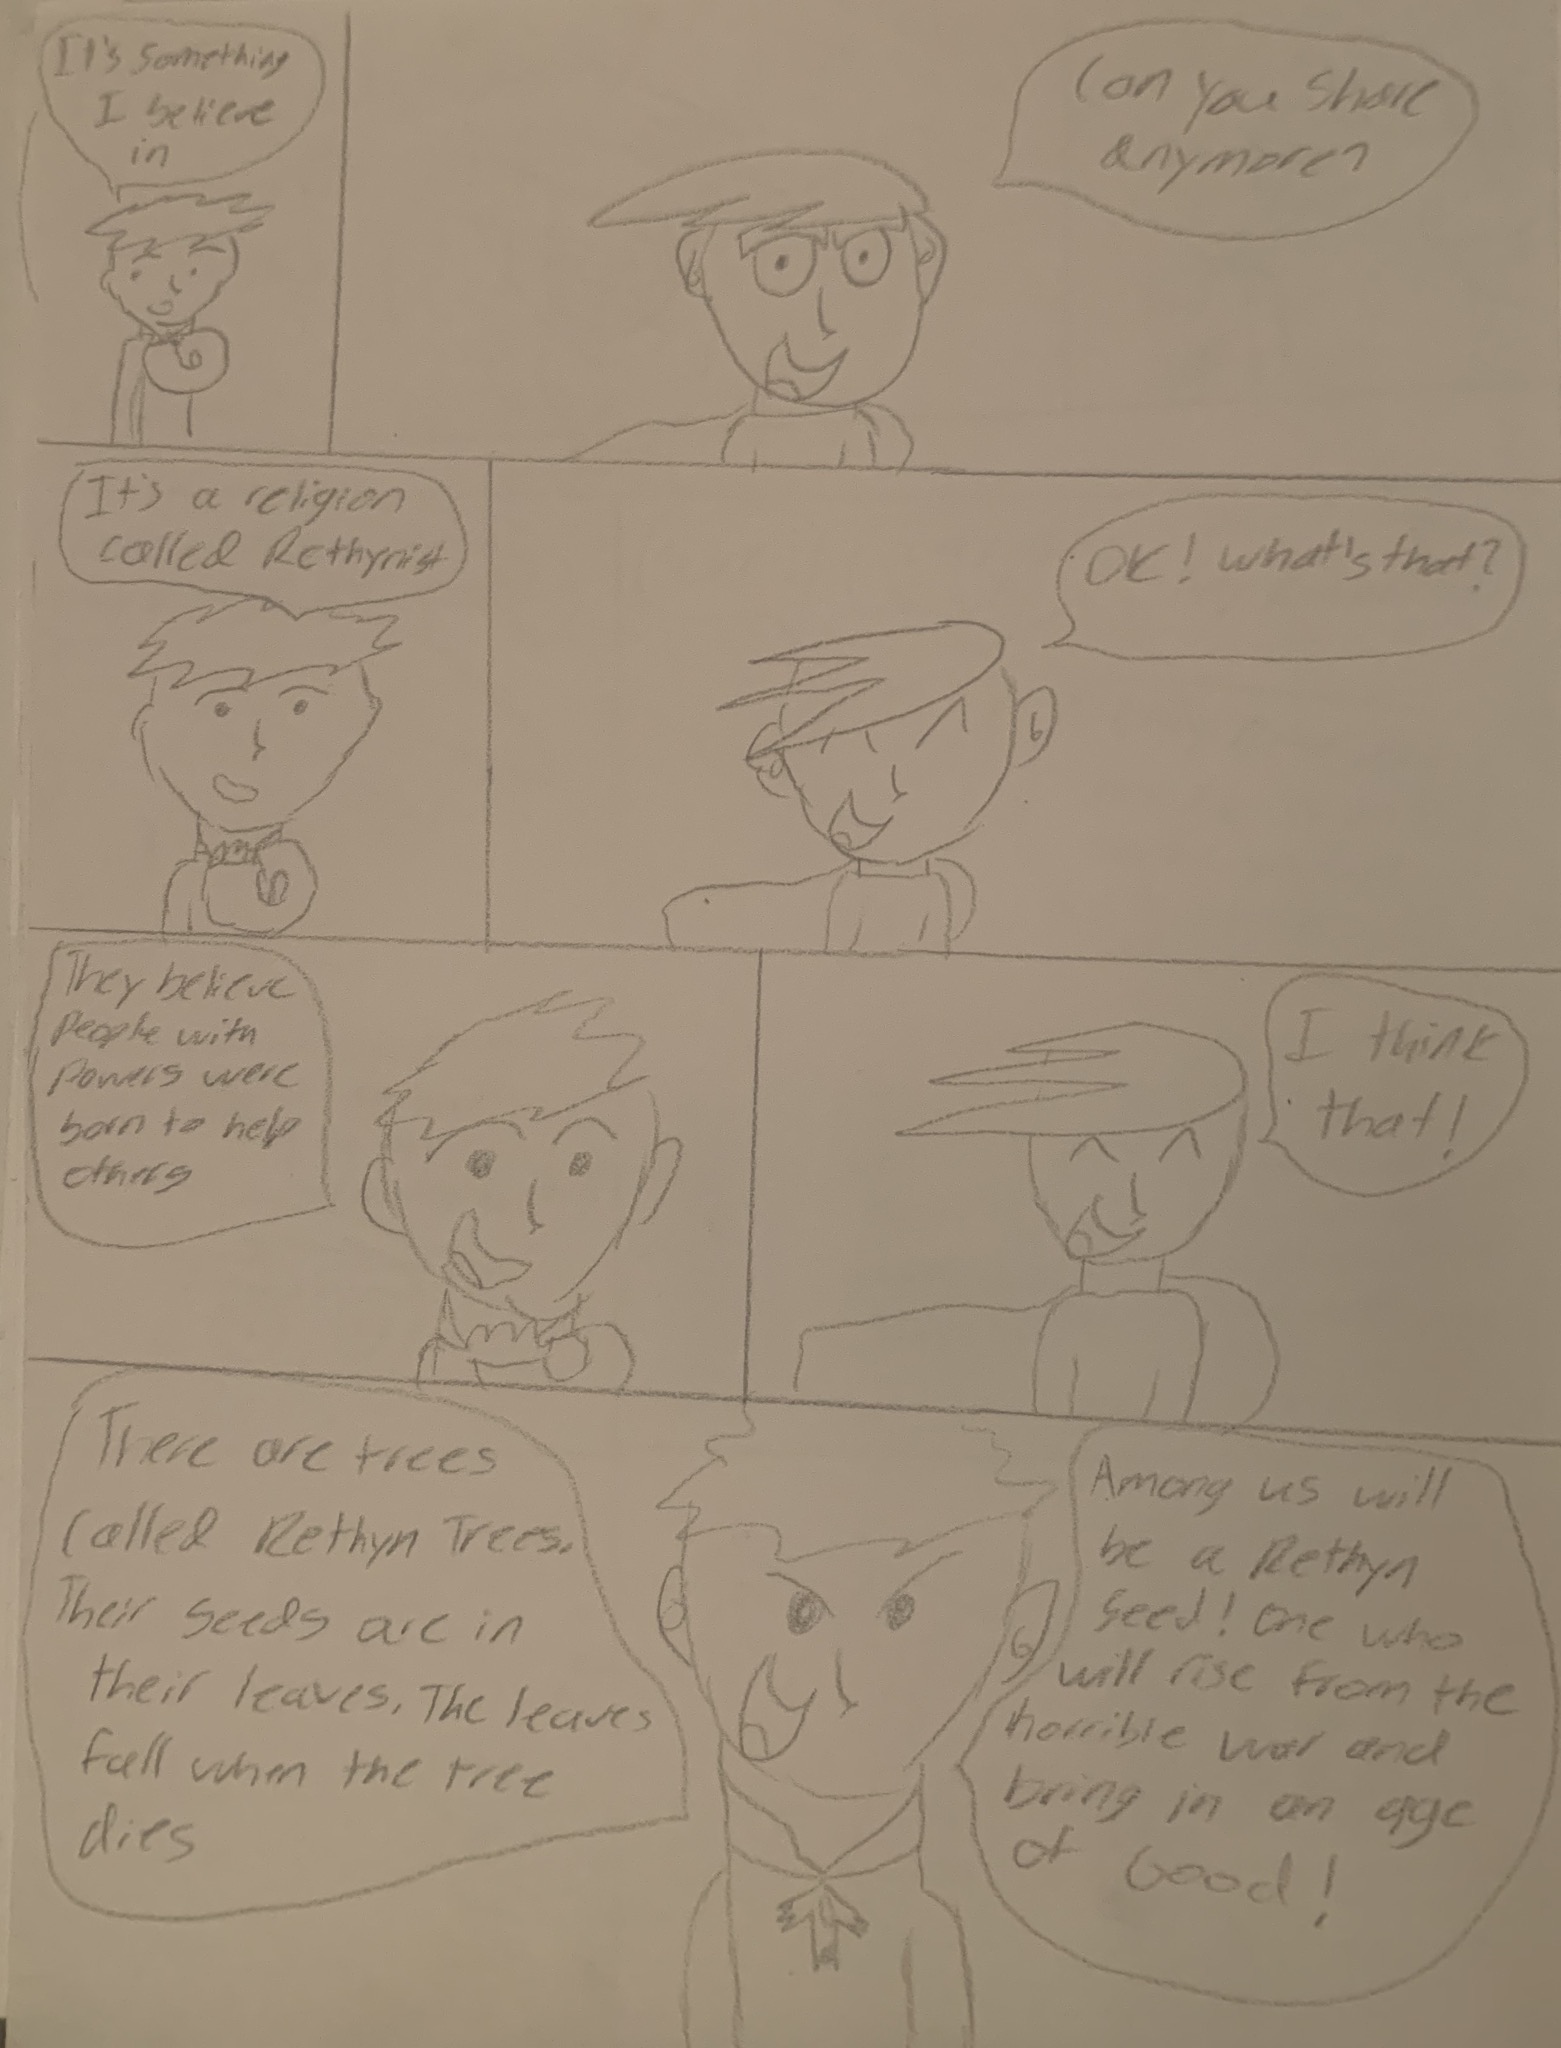 It's something
I believe
in
Can you share
anymore?
It's a religion
called Rethynist
OK! what's that?
They believe
People with
Powers were
born to help
others
I think
that!
There are trees
called Rethyn Trees.
Their seeds are in
their leaves. The leaves
fall when the tree
dies
Among us will
be a Rethyn
seed! One who
will rise from the
horrible war and
bring in an age
of Good!